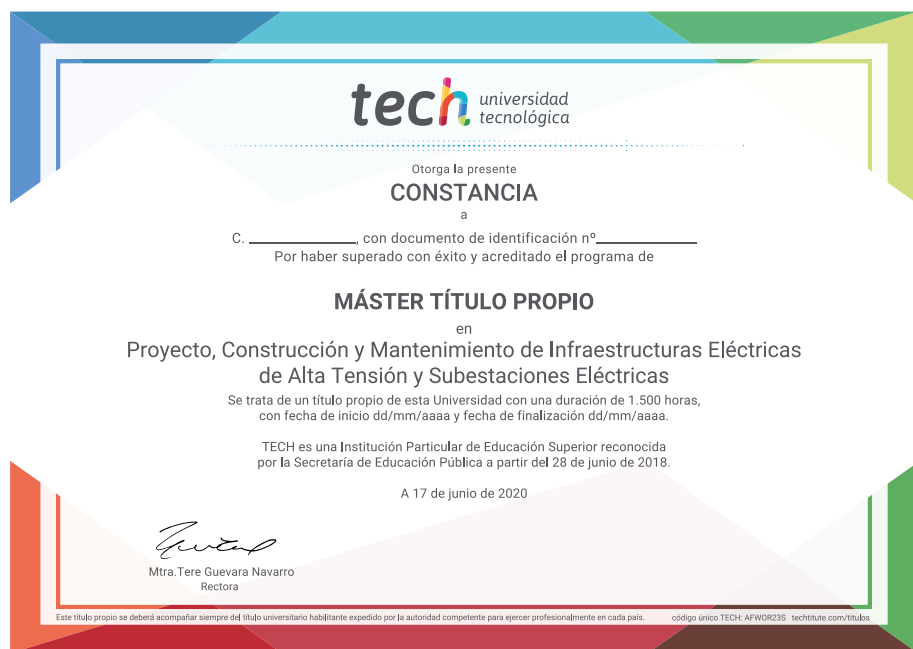 tech universidad
tecnológica
Otorga la presente
CONSTANCIA
a
C. ____________, con documento de identificación nº____________
Por haber superado con éxito y acreditado el programa de
MÁSTER TÍTULO PROPIO
en
Proyecto, Construcción y Mantenimiento de Infraestructuras Eléctricas
de Alta Tensión y Subestaciones Eléctricas
Se trata de un título propio de esta Universidad con una duración de 1.500 horas,
con fecha de inicio dd/mm/aaaa y fecha de finalización dd/mm/aaaa.
TECH es una Institución Particular de Educación Superior reconocida
por la Secretaría de Educación Pública a partir del 28 de junio de 2018.
A 17 de junio de 2020
Mtra.Tere Guevara Navarro
Rectora
Este título propio se deberá acompañar siempre del título universitario habilitante expedido por la autoridad competente para ejercer profesionalmente en cada país. código único TECH: AFWOR23S techtitute.com/titulos